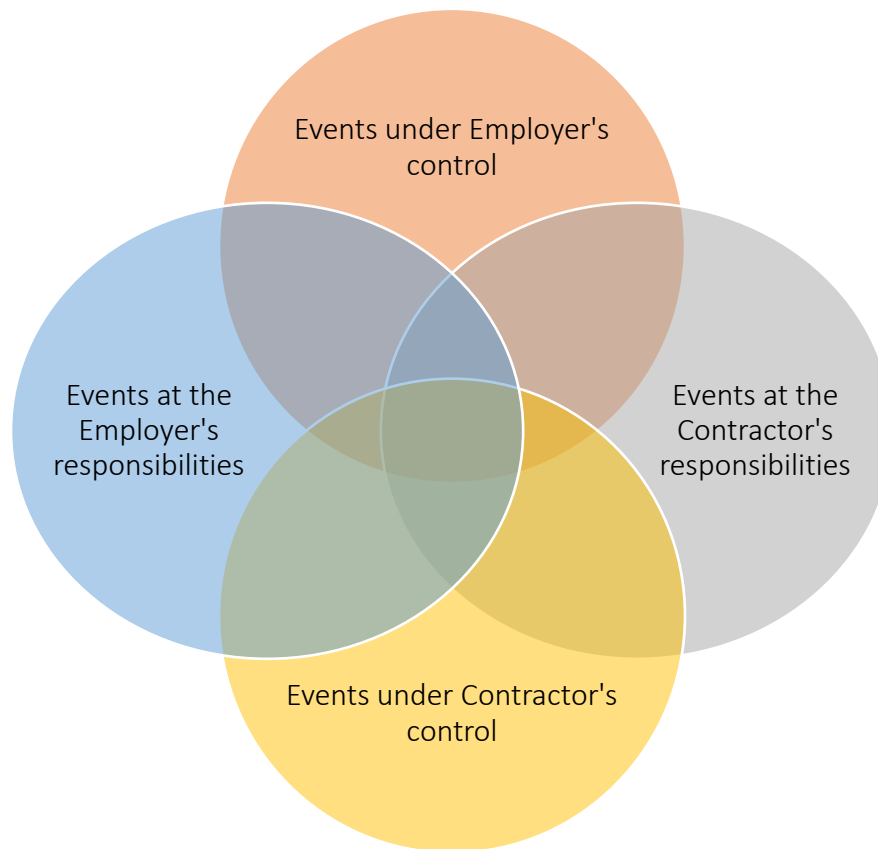 Events under Employer's
control
Events at the
Employer's
responsibilities
Events at the
Contractor's
responsibilities
Events under Contractor's
control